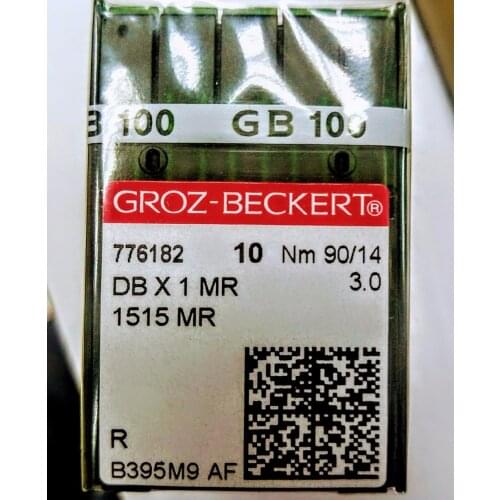 B 100 GB 100
GROZ-BECKERT®
776182 10 Nm 90/14
DB X 1 MR 3.0
1515 MR
R
B395M9 AF